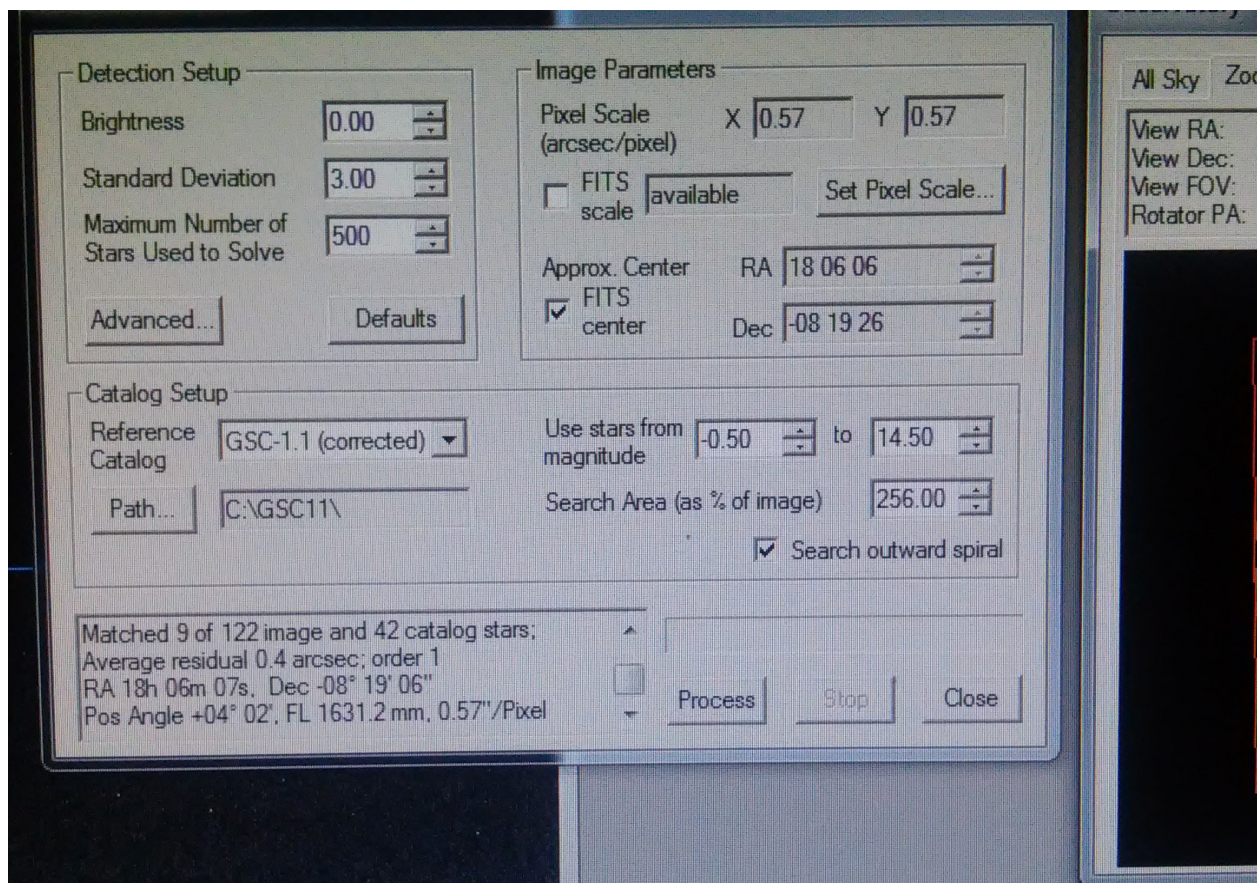 Detection Setup
Brightness 0.00
Standard Deviation 3.00
Maximum Number of
Stars Used to Solve 500
Advanced... Defaults
Image Parameters
Pixel Scale
(arcsec/pixel) X 0.57 Y 0.57
FITS
scale available Set Pixel Scale...
Approx. Center RA 18 06 06
FITS
center Dec -08 19 26
Catalog Setup
Reference
Catalog GSC-1.1 (corrected)
Path... C:\GSC11\
Use stars from
magnitude -0.50 to 14.50
Search Area (as % of image) 256.00
Search outward spiral
Matched 9 of 122 image and 42 catalog stars;
Average residual 0.4 arcsec; order 1
RA 18h 06m 07s, Dec -08° 19' 06"
Pos Angle +04° 02', FL 1631.2 mm, 0.57"/Pixel
Process Stop Close
All Sky
View RA:
View Dec:
View FOV:
Rotator PA: